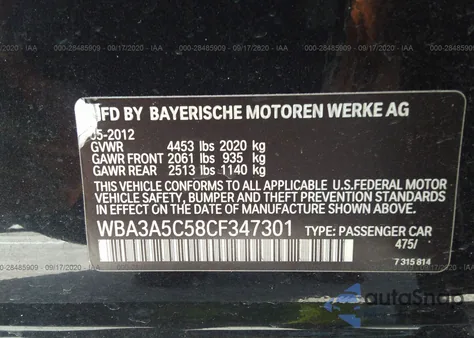 000-28485909 - 09/17/2020 - IAA
MFD BY BAYERISCHE MOTOREN WERKE AG
05-2012
GVWR 4453 lbs 2020 kg
GAWR FRONT 2061 lbs 935 kg
GAWR REAR 2513 lbs 1140 kg
THIS VEHICLE CONFORMS TO ALL APPLICABLE U.S.FEDERAL MOTOR
VEHICLE SAFETY, BUMPER AND THEFT PREVENTION STANDARDS
IN EFFECT ON THE DATE OF MANUFACTURE SHOWN ABOVE.
WBA3A5C58CF347301 TYPE: PASSENGER CAR
475/
7 315 814
autoSnap